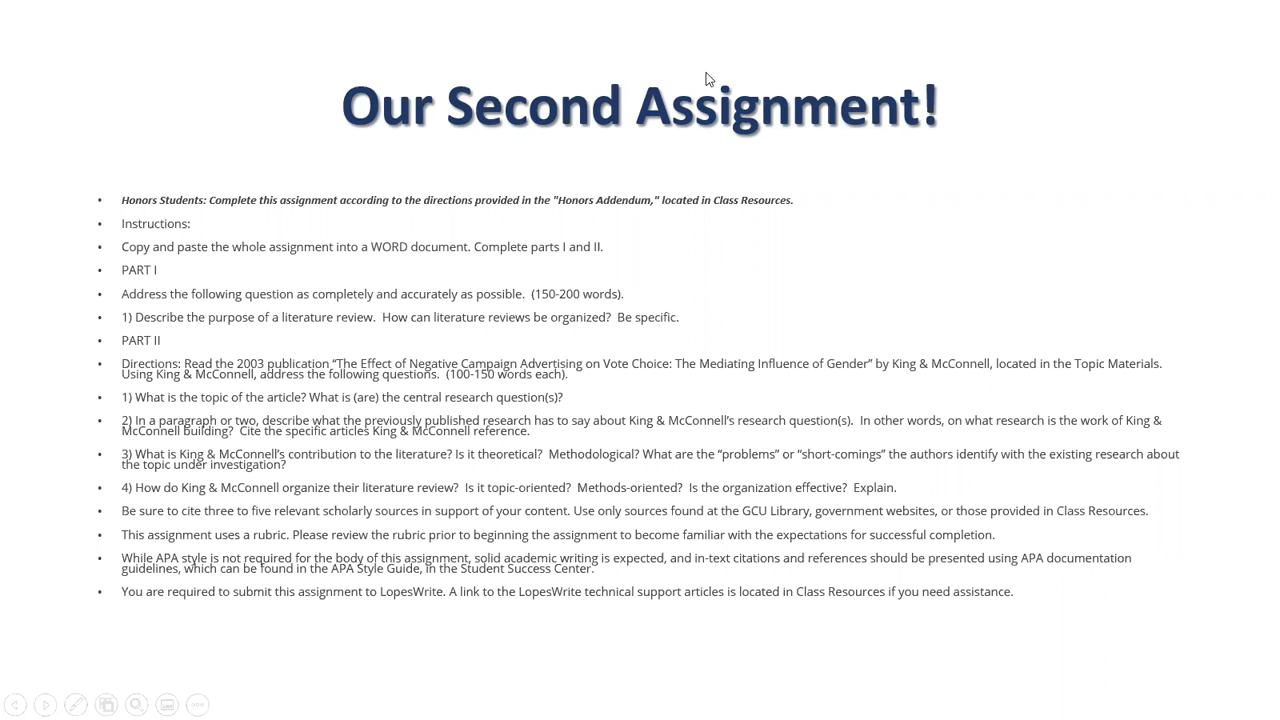 Our Second Assignment!
• Honors Students: Complete this assignment according to the directions provided in the "Honors Addendum," located in Class Resources.
• Instructions:
• Copy and paste the whole assignment into a WORD document. Complete parts I and II.
• PART I
• Address the following question as completely and accurately as possible.  (150-200 words).
• 1) Describe the purpose of a literature review.  How can literature reviews be organized?  Be specific.
• PART II
• Directions: Read the 2003 publication “The Effect of Negative Campaign Advertising on Vote Choice: The Mediating Influence of Gender” by King & McConnell, located in the Topic Materials.
Using King & McConnell, address the following questions.  (100-150 words each).
• 1) What is the topic of the article? What is (are) the central research question(s)?
• 2) In a paragraph or two, describe what the previously published research has to say about King & McConnell’s research question(s).  In other words, on what research is the work of King &
McConnell building?  Cite the specific articles King & McConnell reference.
• 3) What is King & McConnell’s contribution to the literature? Is it theoretical?  Methodological? What are the “problems” or “short-comings” the authors identify with the existing research about
the topic under investigation?
• 4) How do King & McConnell organize their literature review?  Is it topic-oriented?  Methods-oriented?  Is the organization effective?  Explain.
• Be sure to cite three to five relevant scholarly sources in support of your content. Use only sources found at the GCU Library, government websites, or those provided in Class Resources.
• This assignment uses a rubric. Please review the rubric prior to beginning the assignment to become familiar with the expectations for successful completion.
• While APA style is not required for the body of this assignment, solid academic writing is expected, and in-text citations and references should be presented using APA documentation
guidelines, which can be found in the APA Style Guide, in the Student Success Center.
• You are required to submit this assignment to LopesWrite. A link to the LopesWrite technical support articles is located in Class Resources if you need assistance.